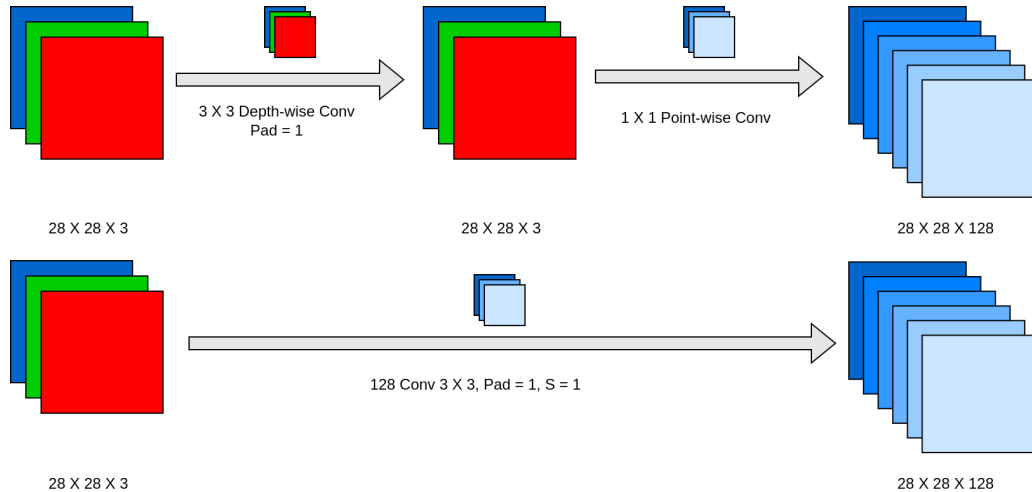 3 X 3 Depth-wise Conv
Pad = 1
1 X 1 Point-wise Conv
28 X 28 X 3
28 X 28 X 3
28 X 28 X 128
128 Conv 3 X 3, Pad = 1, S = 1
28 X 28 X 3
28 X 28 X 128